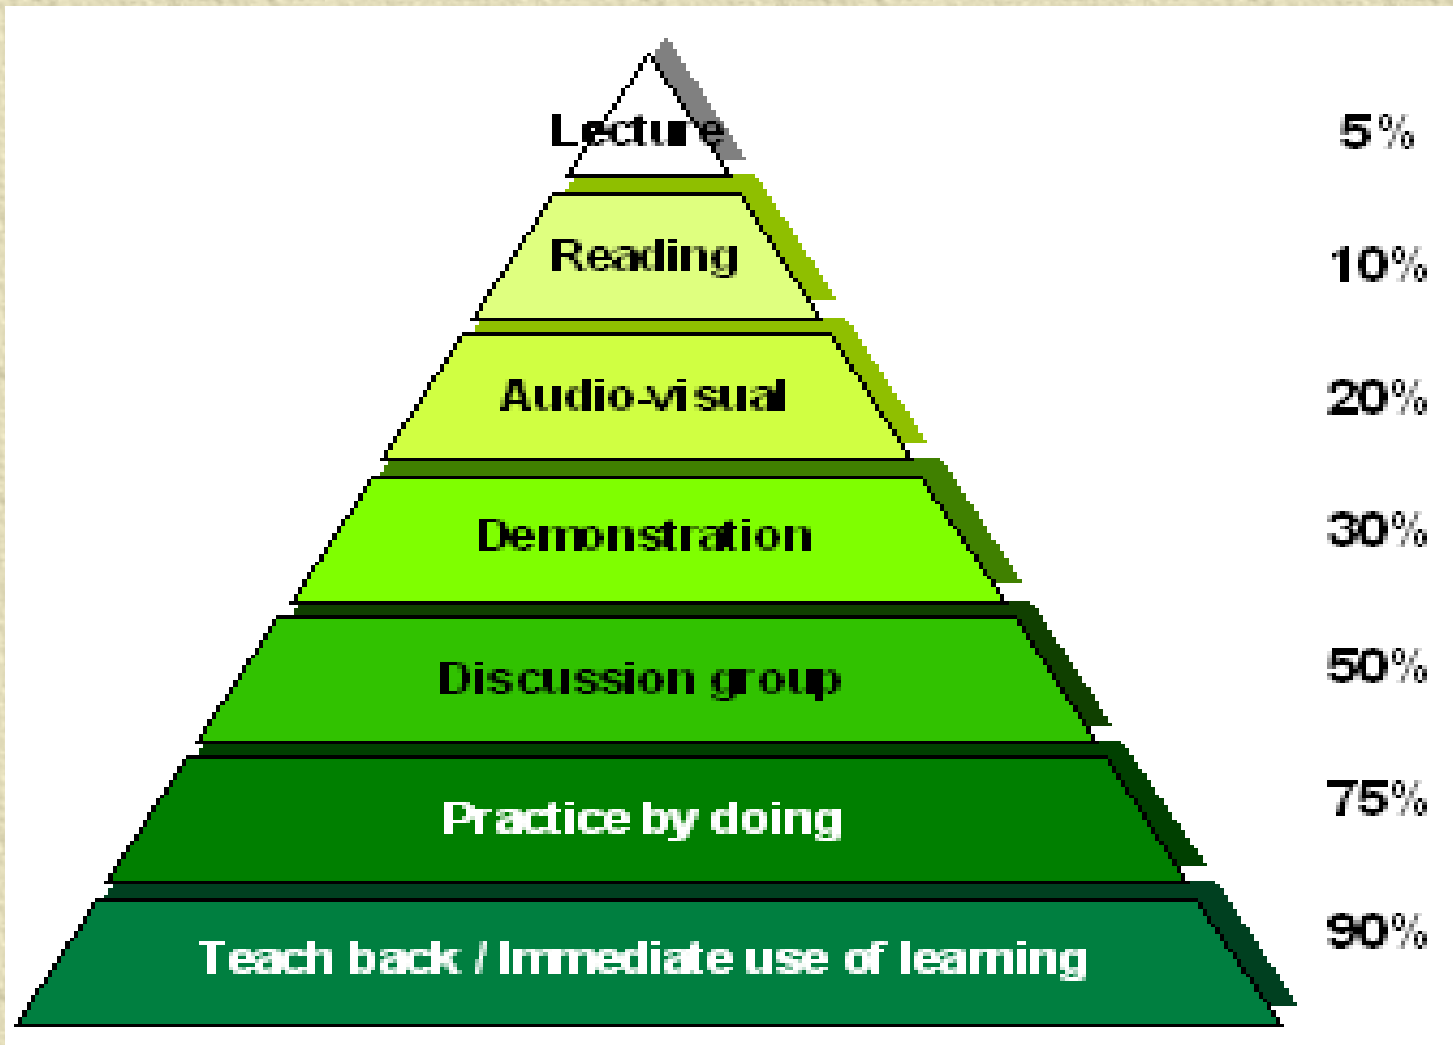 Lecture 5%
Reading 10%
Audio-visual 20%
Demonstration 30%
Discussion group 50%
Practice by doing 75%
Teach back / Immediate use of learning 90%